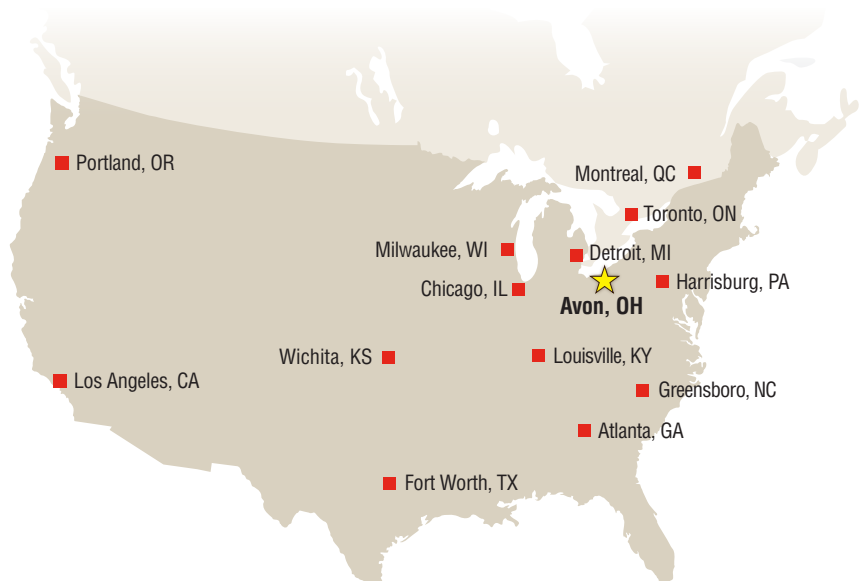 Portland, OR
Montreal, QC
Toronto, ON
Milwaukee, WI
Detroit, MI
Chicago, IL
Harrisburg, PA
Avon, OH
Wichita, KS
Louisville, KY
Los Angeles, CA
Greensboro, NC
Atlanta, GA
Fort Worth, TX